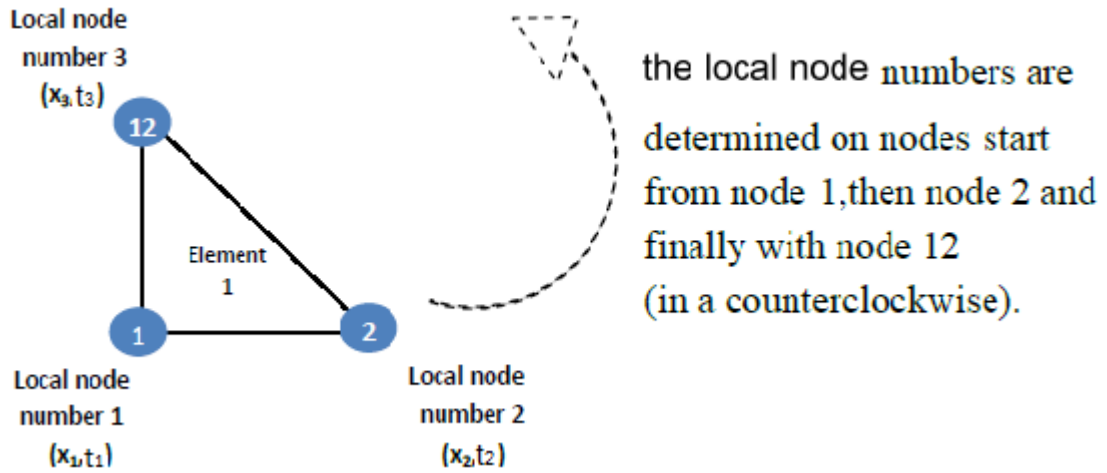 Local node
number 3
(x₃,t₃)
12
Element
1
1
2
Local node
number 1
(x₁,t₁)
Local node
number 2
(x₂,t₂)
the local node numbers are
determined on nodes start
from node 1,then node 2 and
finally with node 12
(in a counterclockwise).